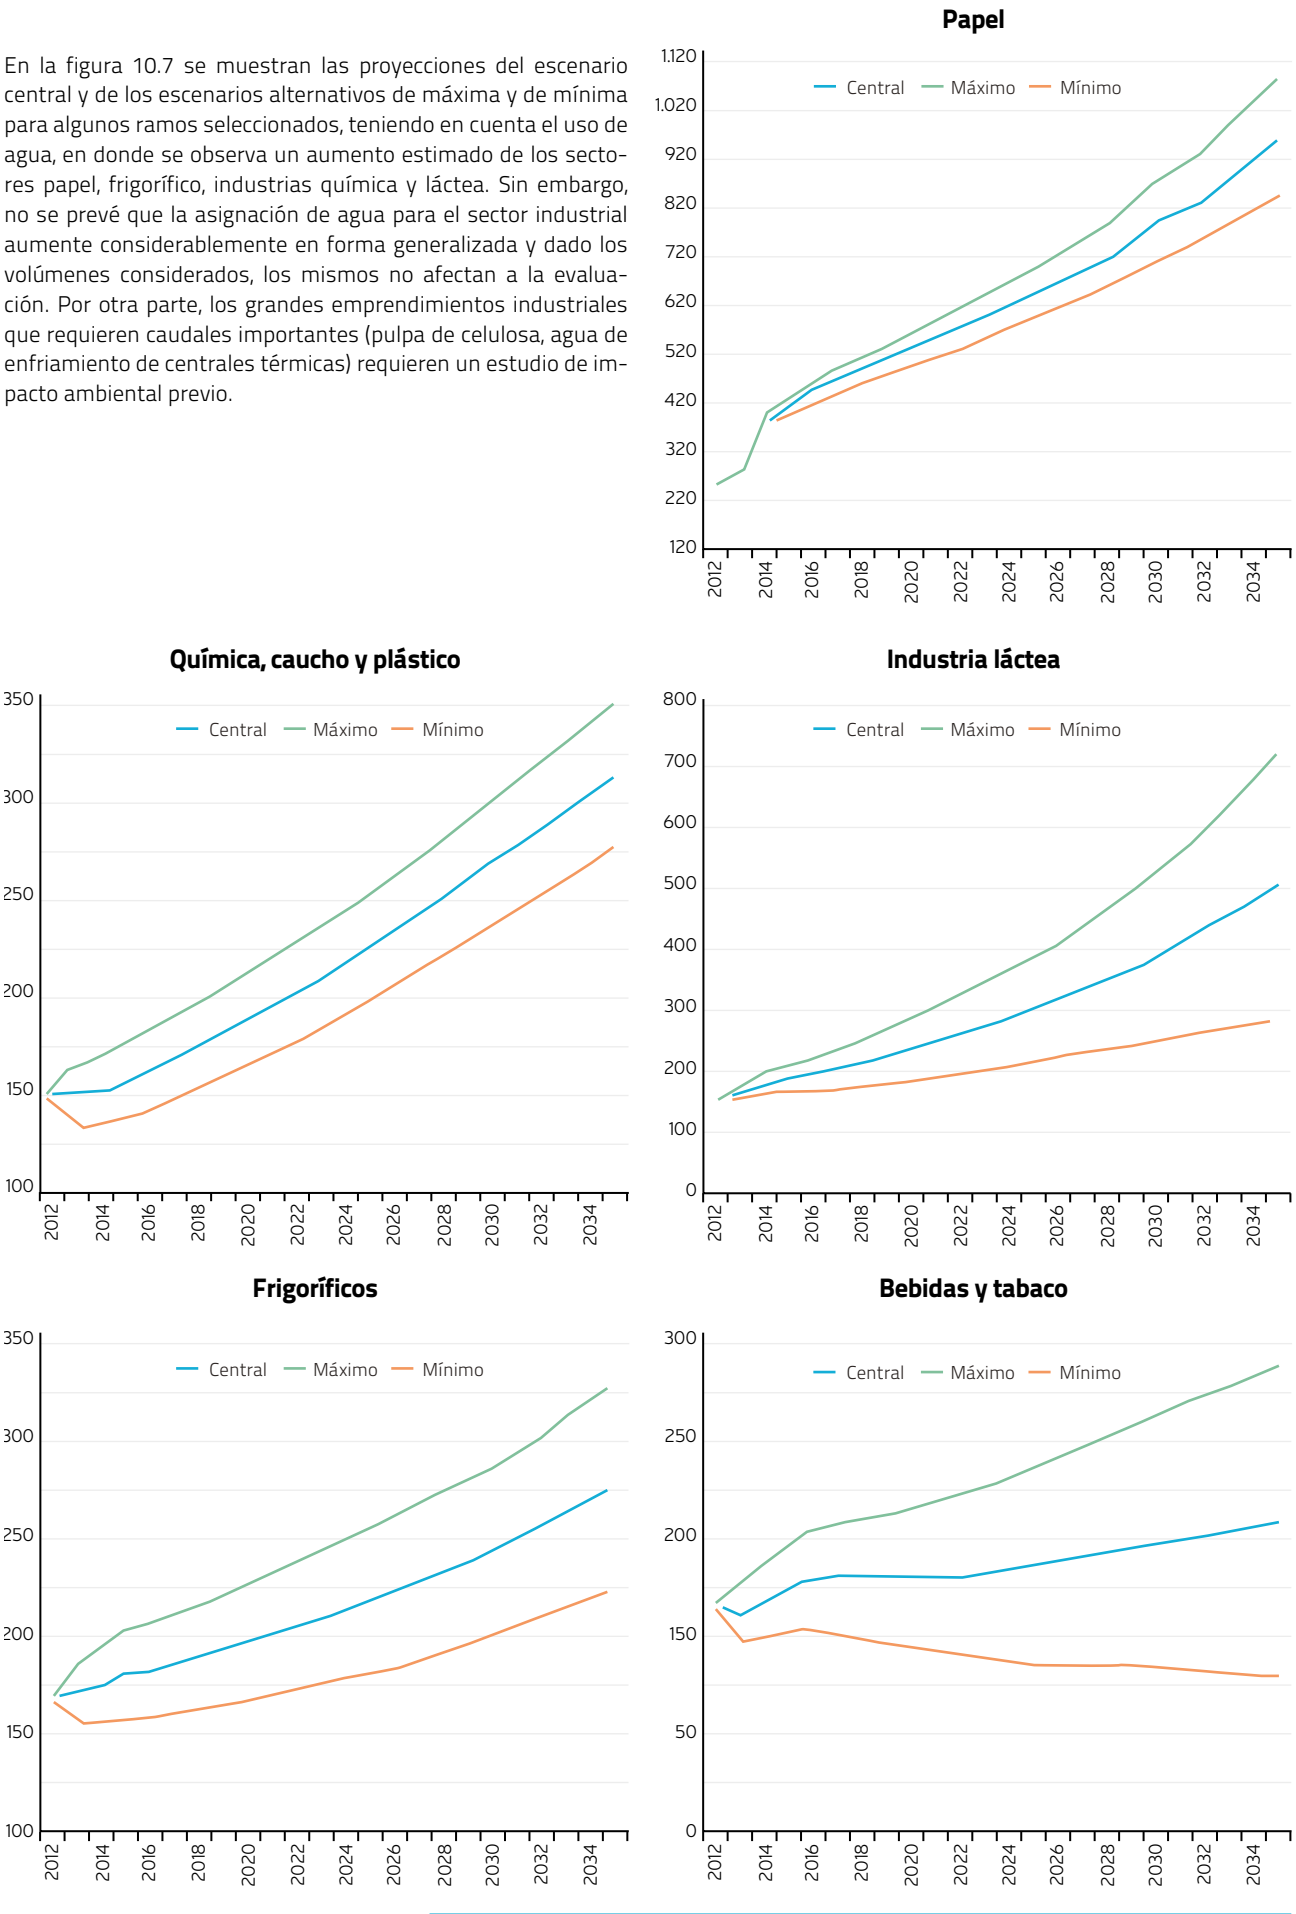 En la figura 10.7 se muestran las proyecciones del escenario
central y de los escenarios alternativos de máxima y de mínima
para algunos ramos seleccionados, teniendo en cuenta el uso de
agua, en donde se observa un aumento estimado de los secto-
res papel, frigorífico, industrias química y láctea. Sin embargo,
no se prevé que la asignación de agua para el sector industrial
aumente considerablemente en forma generalizada y dado los
volúmenes considerados, los mismos no afectan a la evalua-
ción. Por otra parte, los grandes emprendimientos industriales
que requieren caudales importantes (pulpa de celulosa, agua de
enfriamiento de centrales térmicas) requieren un estudio de im-
pacto ambiental previo.
Papel
Central Máximo Mínimo
1.120
1.020
920
820
720
620
520
420
320
220
120
2012 2014 2016 2018 2020 2022 2024 2026 2028 2030 2032 2034
Química, caucho y plástico
Central Máximo Mínimo
350
300
250
200
150
100
2012 2014 2016 2018 2020 2022 2024 2026 2028 2030 2032 2034
Industria láctea
Central Máximo Mínimo
800
700
600
500
400
300
200
100
0
2012 2014 2016 2018 2020 2022 2024 2026 2028 2030 2032 2034
Frigoríficos
Central Máximo Mínimo
350
300
250
200
150
100
2012 2014 2016 2018 2020 2022 2024 2026 2028 2030 2032 2034
Bebidas y tabaco
Central Máximo Mínimo
300
250
200
150
50
0
2012 2014 2016 2018 2020 2022 2024 2026 2028 2030 2032 2034